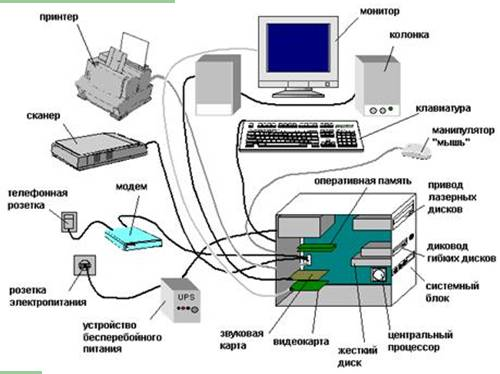 принтер
монитор
колонка
сканер
клавиатура
манипулятор
"мышь"
оперативная память
привод
лазерных
дисков
телефонная
розетка
модем
диковод
гибких дисков
розетка
электропитания
UPS
системный
блок
устройство
бесперебойного
питания
звуковая
карта
видеокарта
жесткий
диск
центральный
процессор